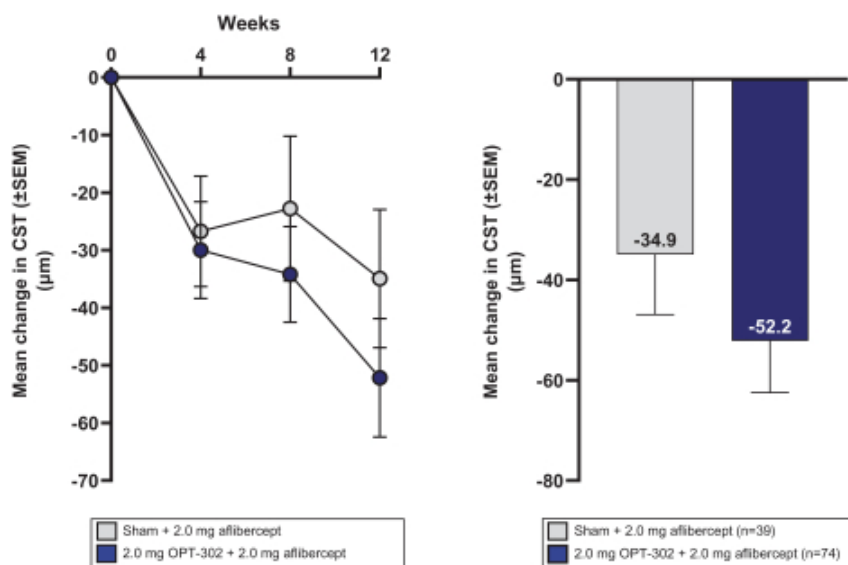 Weeks
0 4 8 12
0
-10
-20
-30
-40
-50
-60
-70
Mean change in CST (±SEM)
(µm)
Sham + 2.0 mg aflibercept
2.0 mg OPT-302 + 2.0 mg aflibercept
0
-20
-40
-60
-80
Mean change in CST (±SEM)
(µm)
-34.9
-52.2
Sham + 2.0 mg aflibercept (n=39)
2.0 mg OPT-302 + 2.0 mg aflibercept (n=74)